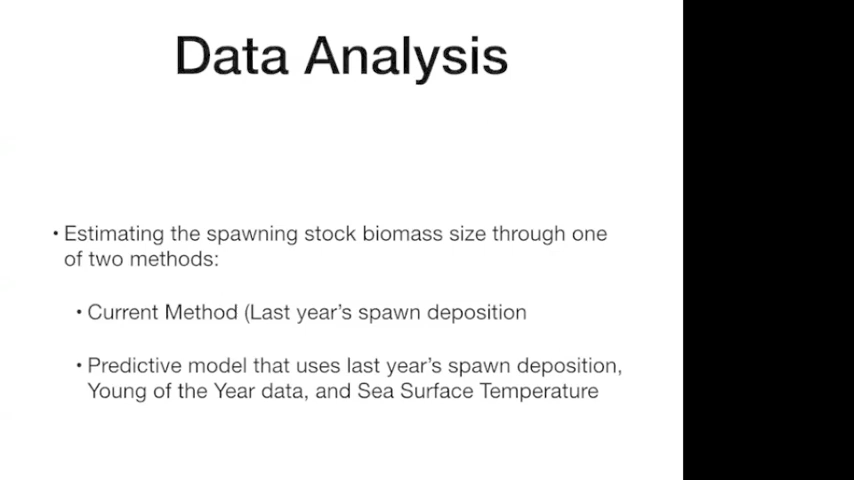 Data Analysis
• Estimating the spawning stock biomass size through one
of two methods:
• Current Method (Last year's spawn deposition
• Predictive model that uses last year's spawn deposition,
Young of the Year data, and Sea Surface Temperature